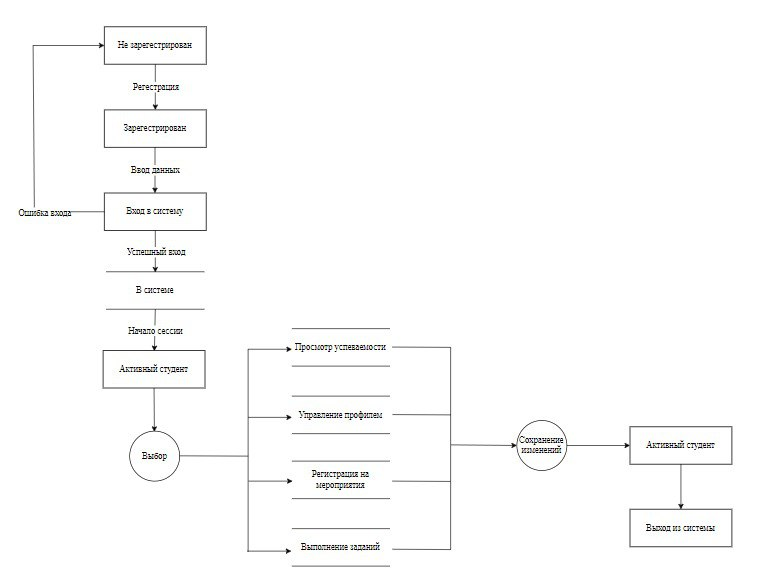 Не зарегестрирован
Регестрация
Зарегестрирован
Ввод данных
Вход в систему
Ошибка входа
Успешный вход
В системе
Начало сессии
Активный студент
Выбор
Просмотр успеваемости
Управление профилем
Регистрация на
мероприятия
Выполнение заданий
Сохранение
изменений
Активный студент
Выход из системы